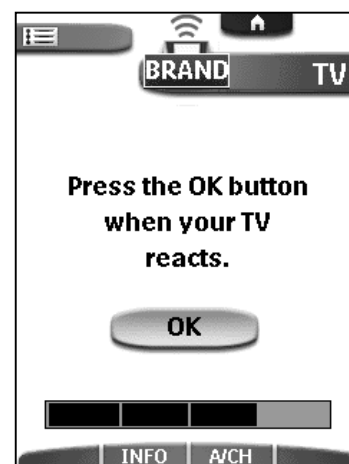 BRAND TV
Press the OK button
when your TV
reacts.
OK
INFO A/CH